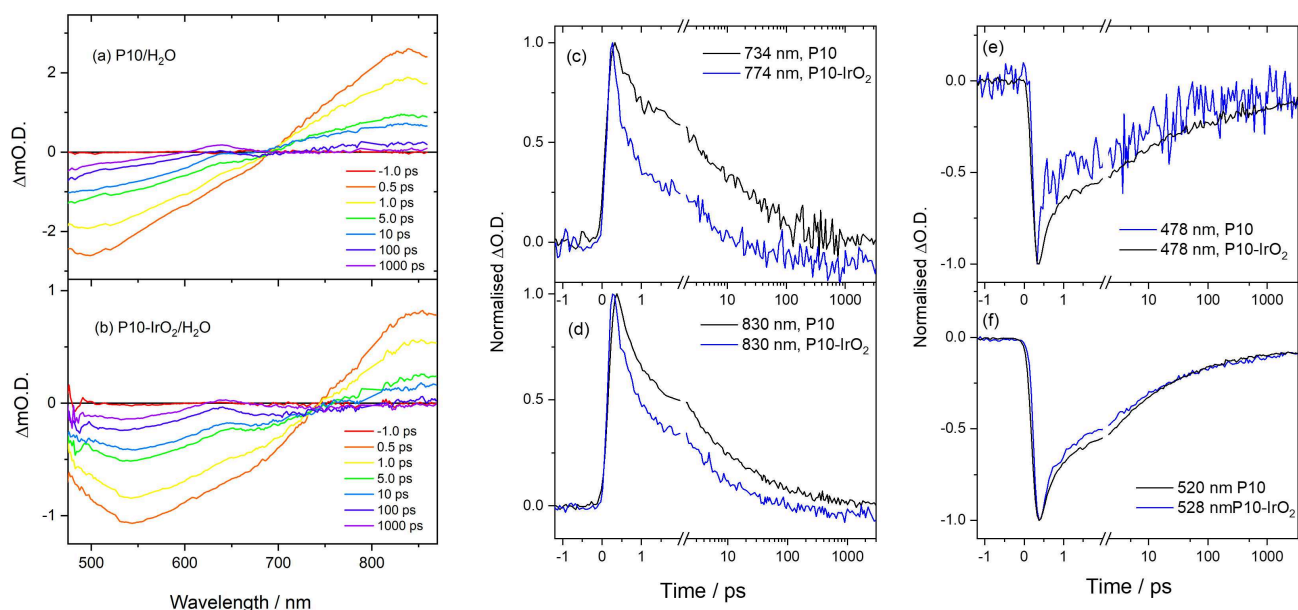 (a) P10/H₂O
2
0
-2
ΔmO.D.
-1.0 ps
0.5 ps
1.0 ps
5.0 ps
10 ps
100 ps
1000 ps
(b) P10-IrO₂/H₂O
1
0
-1
ΔmO.D.
-1.0 ps
0.5 ps
1.0 ps
5.0 ps
10 ps
100 ps
1000 ps
500 600 700 800
Wavelength / nm
(c)
734 nm, P10
774 nm, P10-IrO₂
1.0
0.5
0.0
Normalised ΔO.D.
(d)
830 nm, P10
830 nm, P10-IrO₂
1.0
0.5
0.0
-1 0 1 10 100 1000
Time / ps
(e)
0.0
-0.5
-1.0
478 nm, P10
478 nm, P10-IrO₂
-1 0 1 10 100 1000
Normalised ΔO.D.
(f)
0.0
-0.5
-1.0
520 nm P10
528 nmP10-IrO₂
-1 0 1 10 100 1000
Time / ps